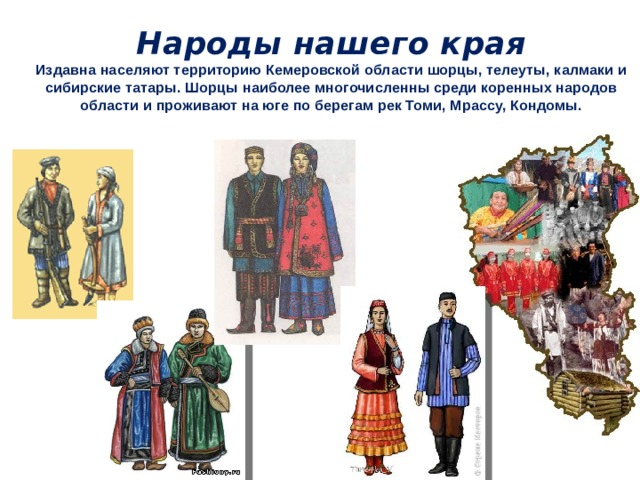 Народы нашего края
Издавна населяют территорию Кемеровской области шорцы, телеуты, калмаки и
сибирские татары. Шорцы наиболее многочисленны среди коренных народов
области и проживают на юге по берегам рек Томи, Мрассу, Кондомы.